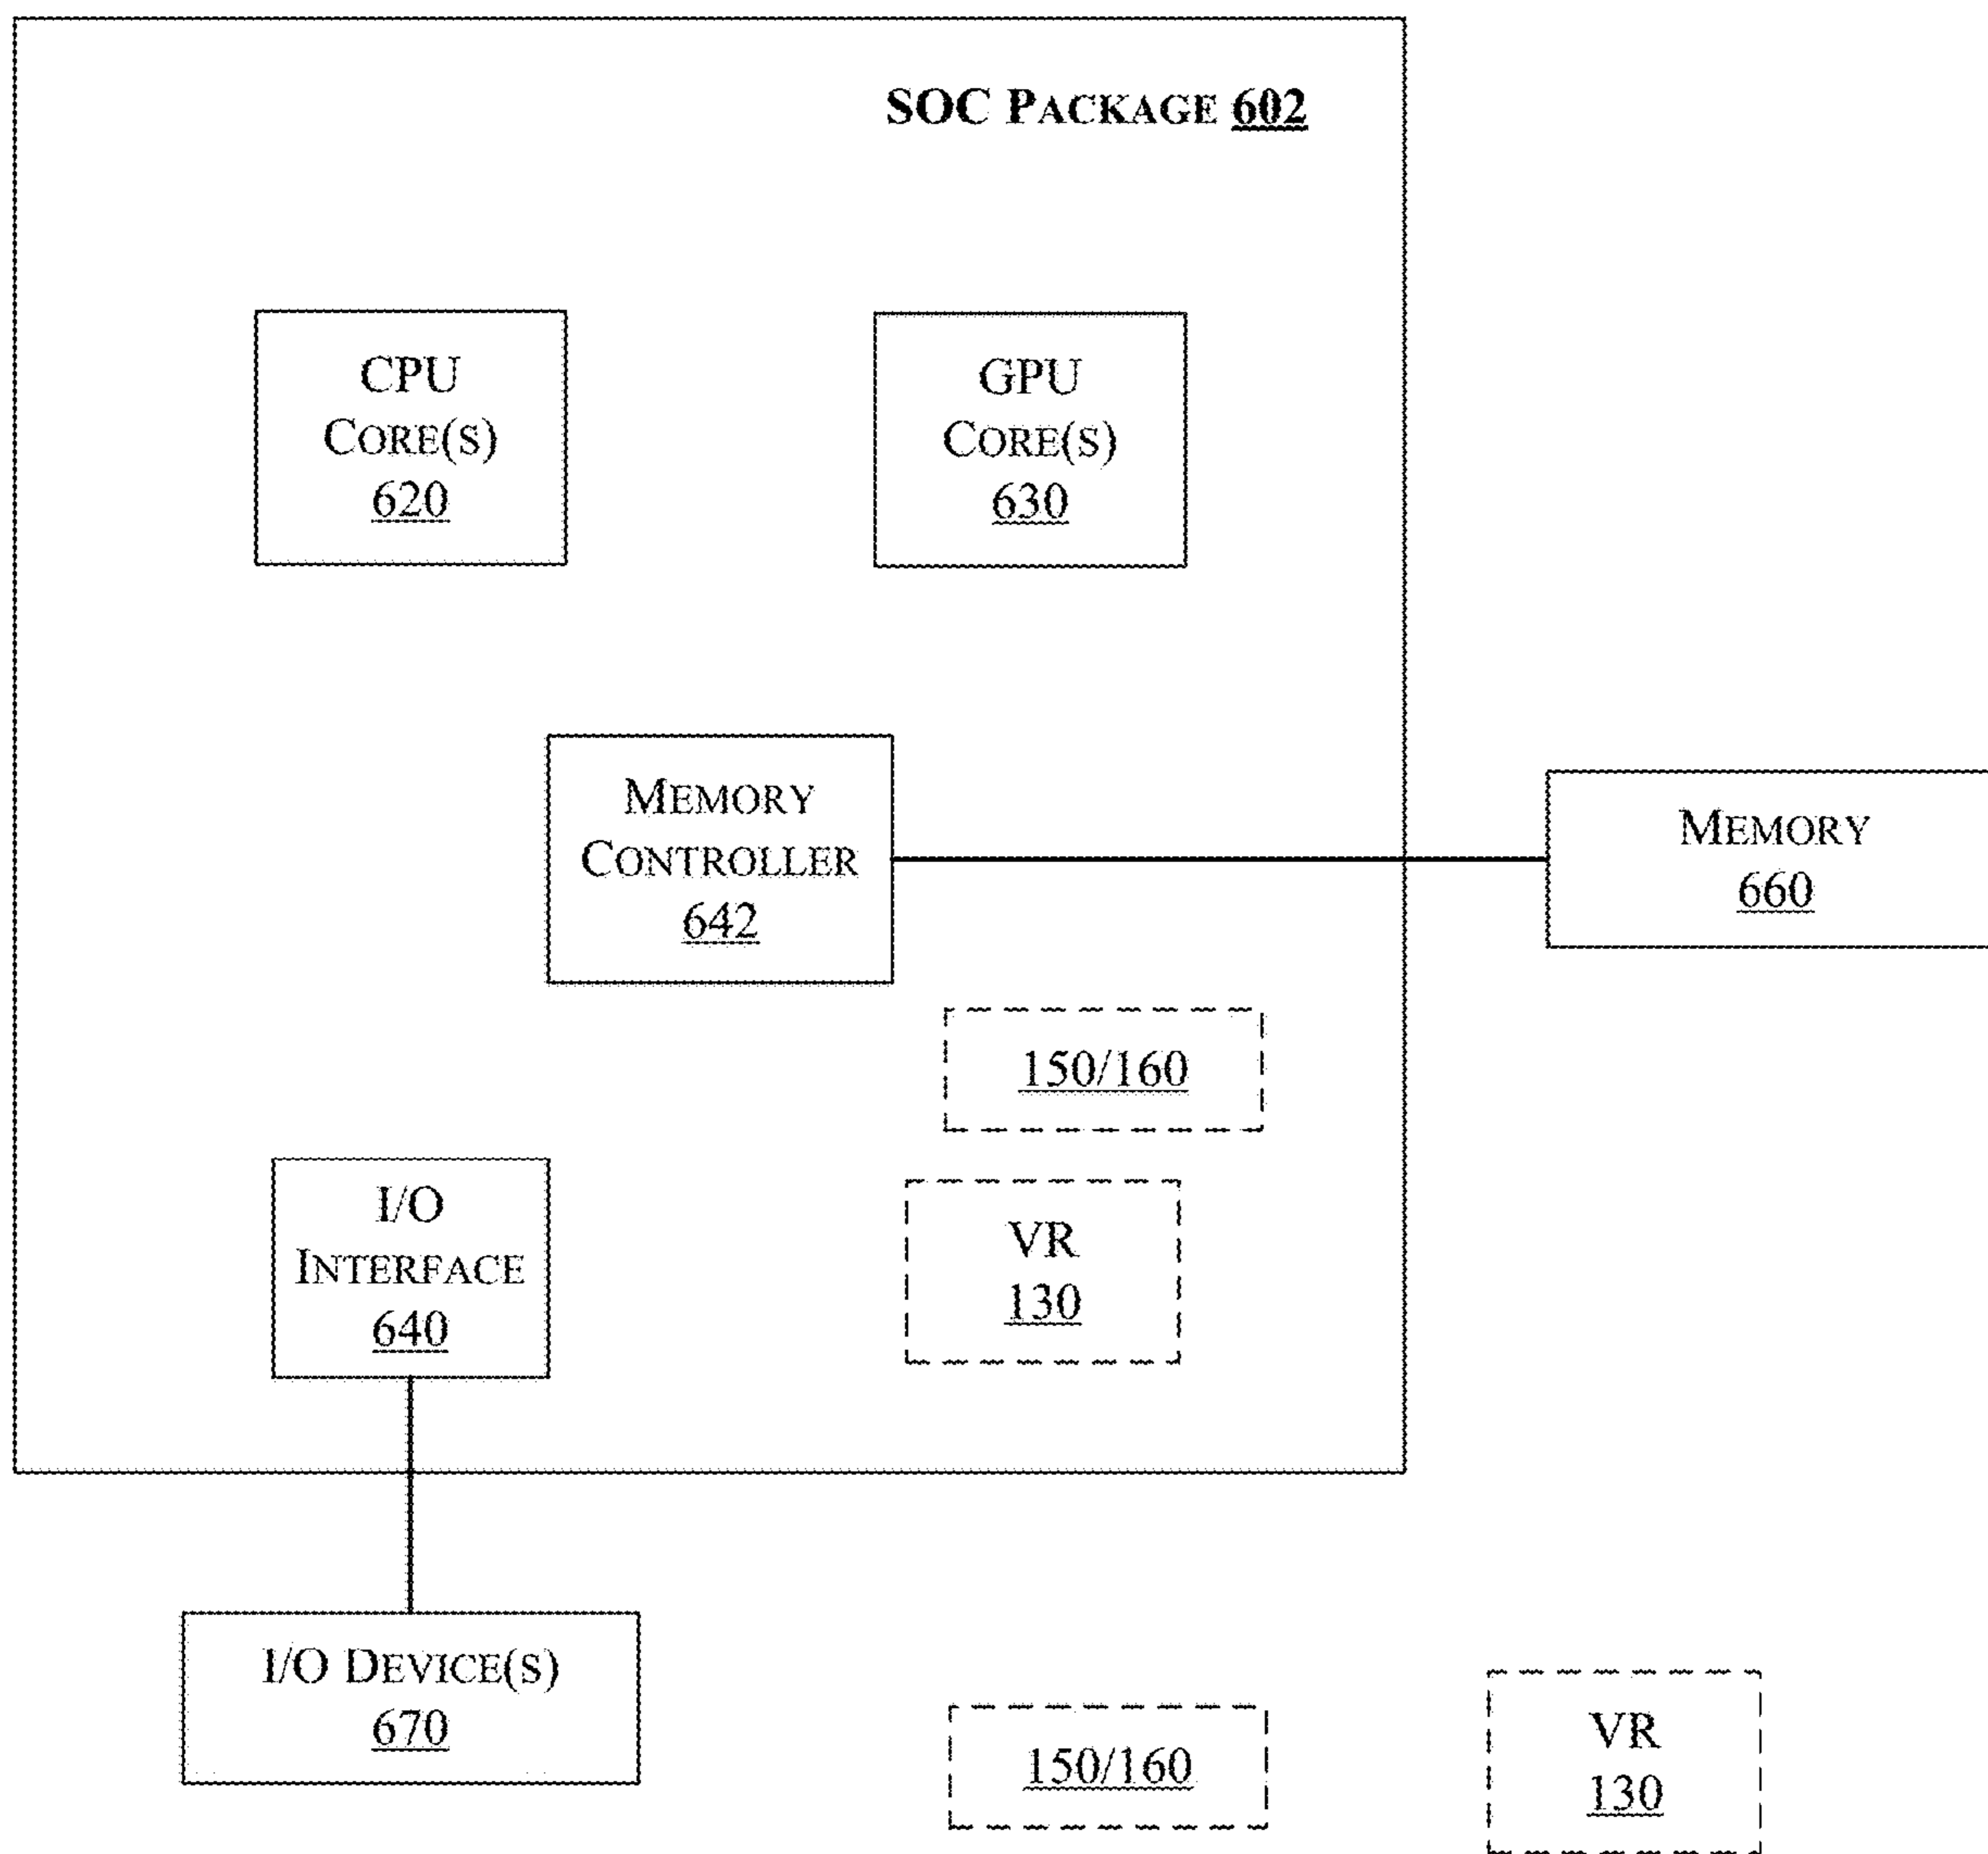 SOC PACKAGE 602
CPU
CORE(S)
620
GPU
CORE(S)
630
MEMORY
CONTROLLER
642
MEMORY
660
150/160
I/O
INTERFACE
640
VR
130
I/O DEVICE(S)
670
150/160
VR
130